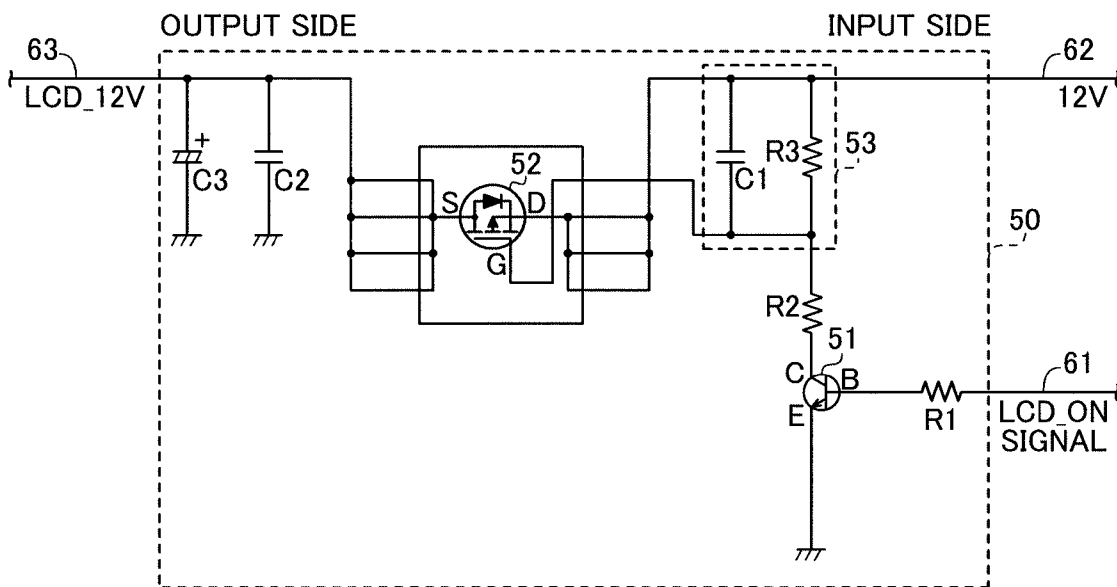 OUTPUT SIDE
INPUT SIDE
63
62
LCD_12V
12V
+
C3
C2
52
S
D
G
C1
R3
53
50
R2
51
C
B
E
R1
61
LCD_ON
SIGNAL